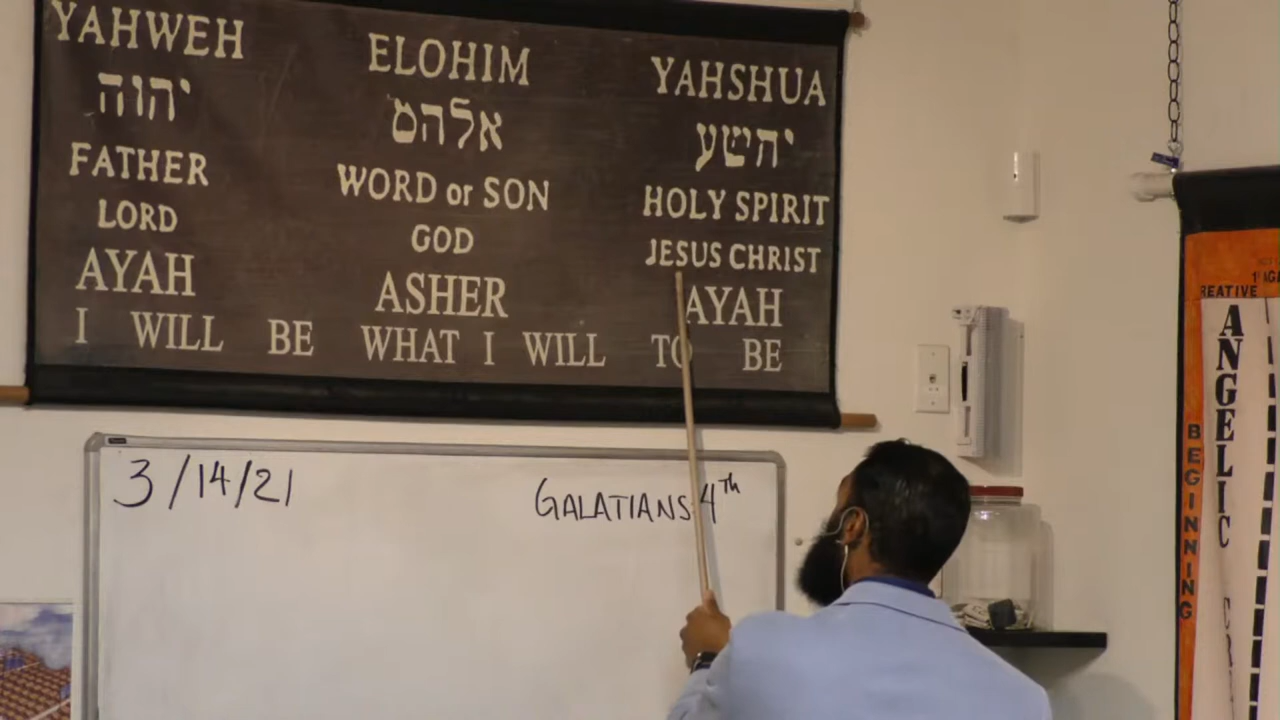 YAHWEH
יהוה
FATHER
LORD
AYAH
ELOHIM
אלהם
WORD or SON
GOD
ASHER
YAHSHUA
יהשע
HOLY SPIRIT
JESUS CHRIST
AYAH
I WILL BE WHAT I WILL TO BE
3/14/21
GALATIANS 4TH
REATIVE
BEGINNING
ANGELIC